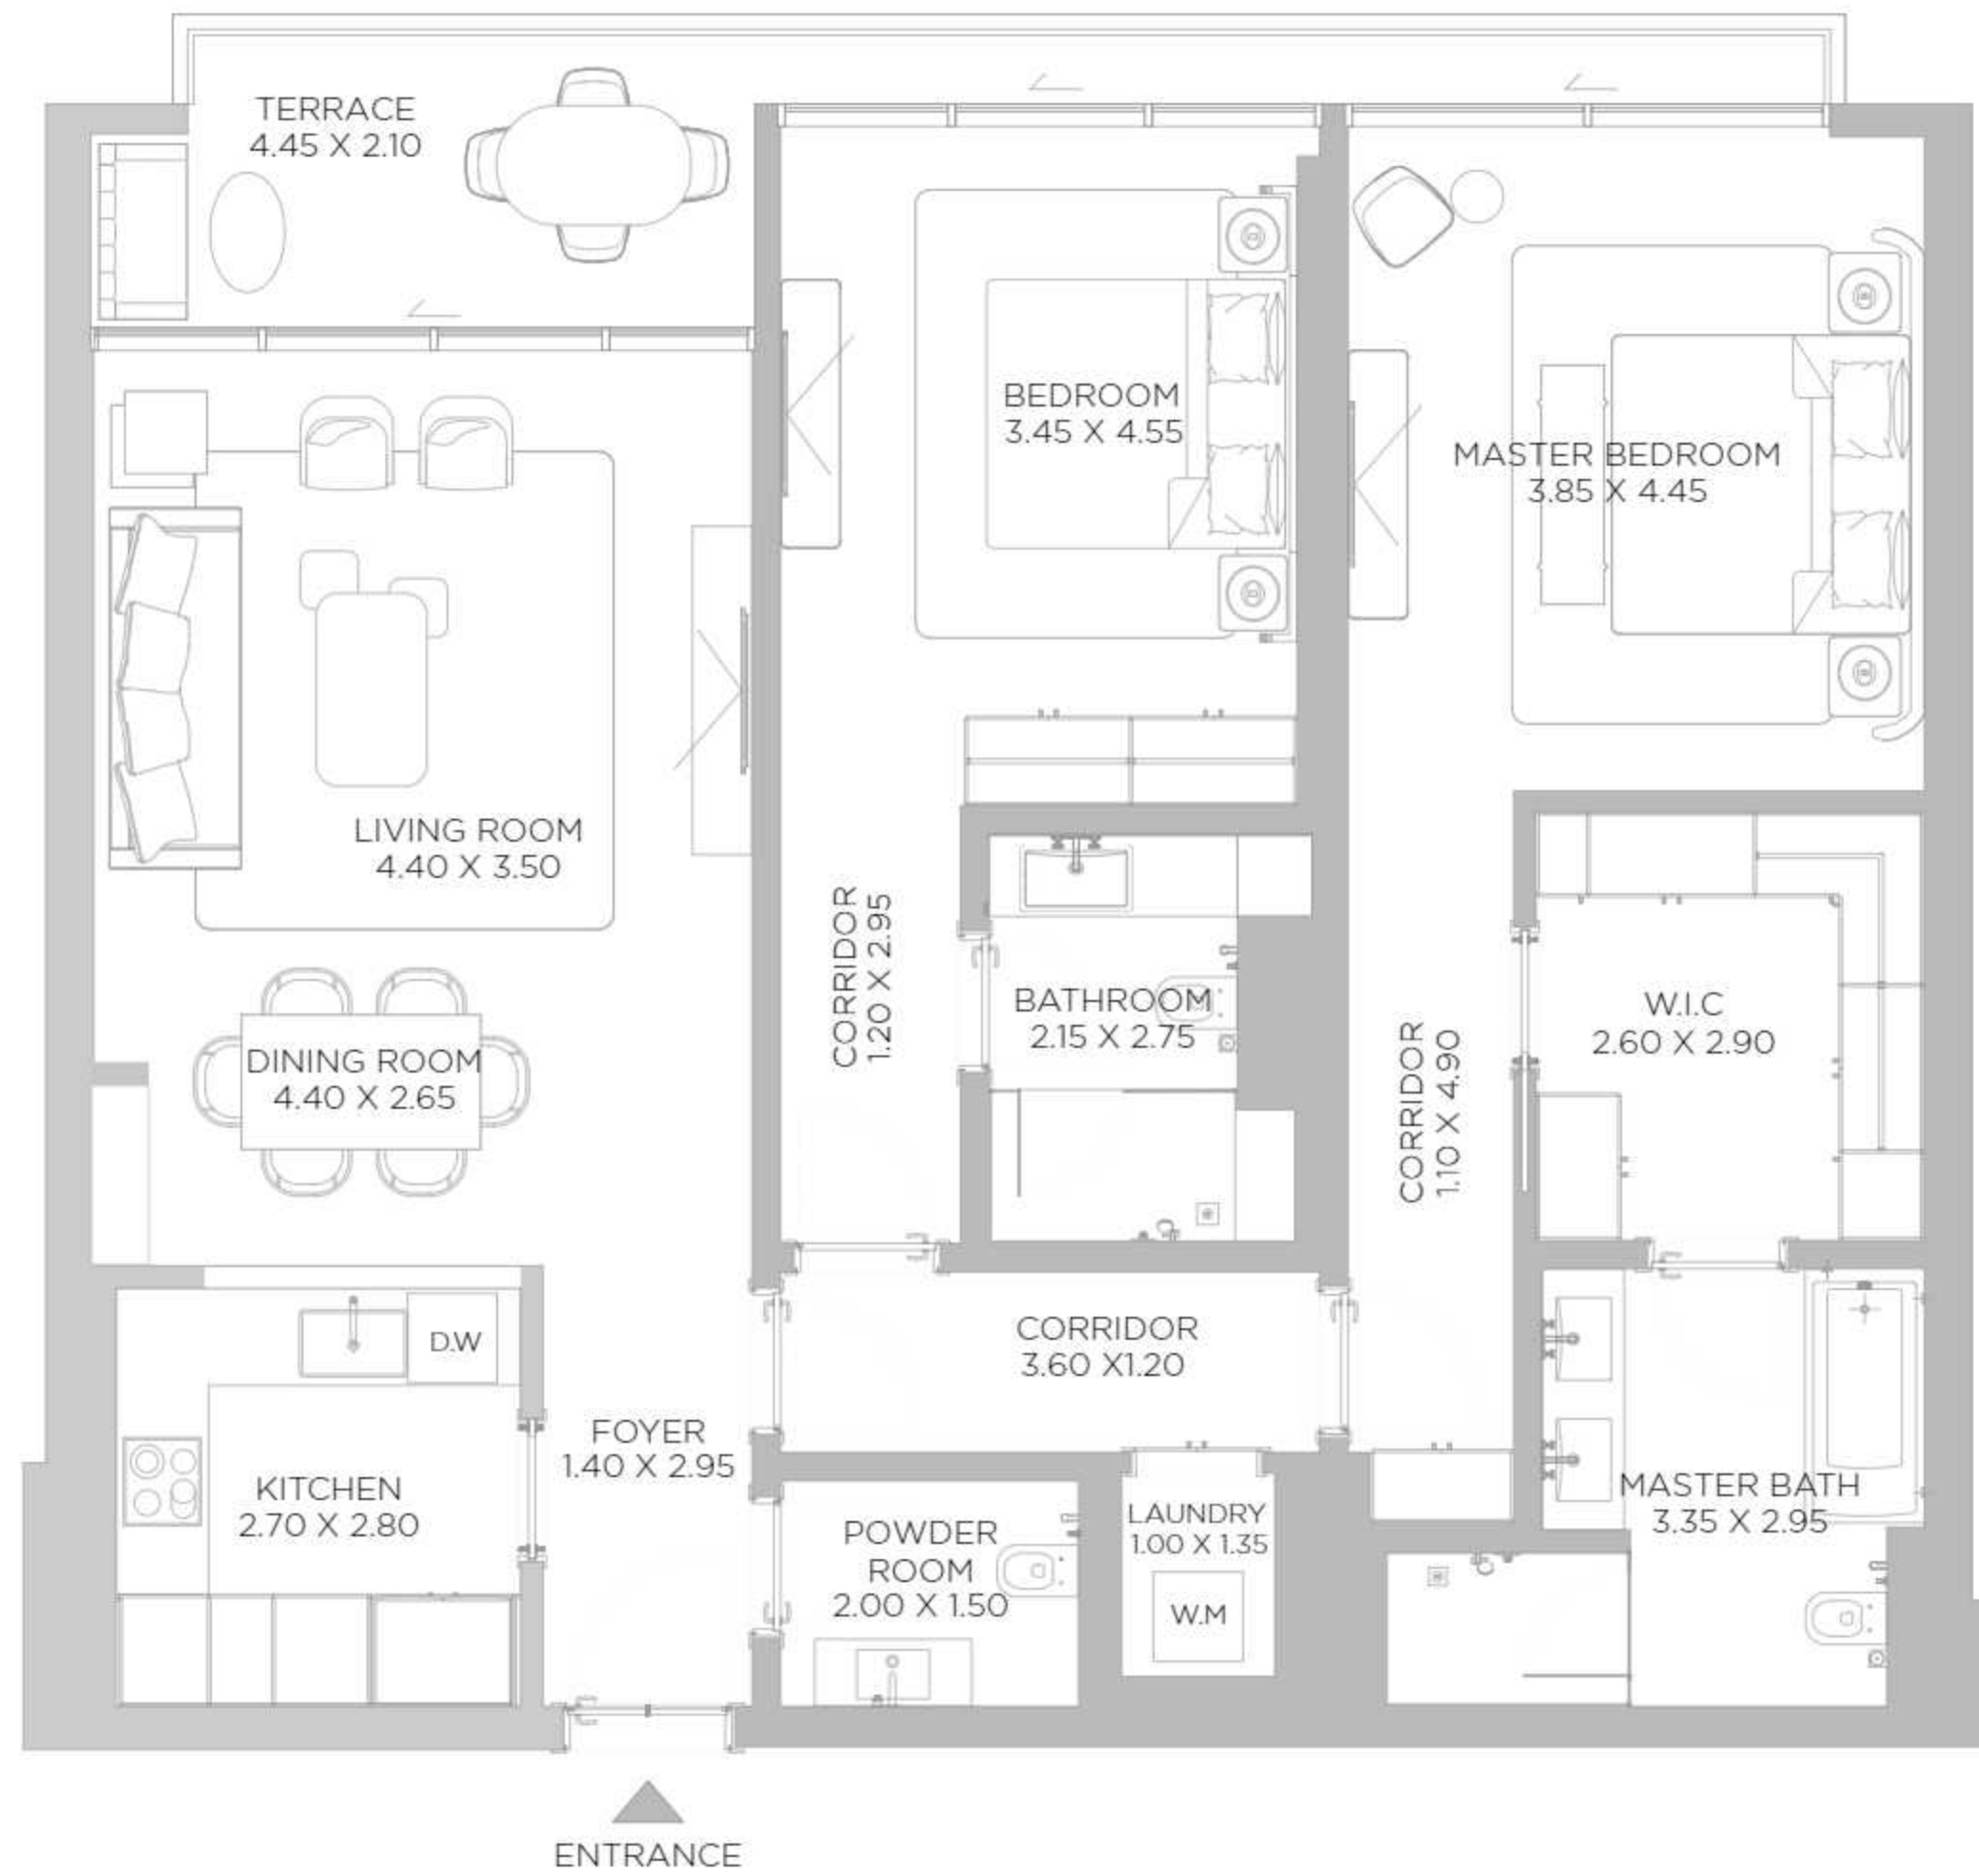 TERRACE
4.45 X 2.10
BEDROOM
3.45 X 4.55
MASTER BEDROOM
3.85 X 4.45
LIVING ROOM
4.40 X 3.50
CORRIDOR
1.20 X 2.95
BATHROOM
2.15 X 2.75
W.I.C
2.60 X 2.90
DINING ROOM
4.40 X 2.65
CORRIDOR
1.10 X 4.90
D.W
CORRIDOR
3.60 X1.20
FOYER
1.40 X 2.95
KITCHEN
2.70 X 2.80
POWDER
ROOM
2.00 X 1.50
LAUNDRY
1.00 X 1.35
W.M
MASTER BATH
3.35 X 2.95
ENTRANCE